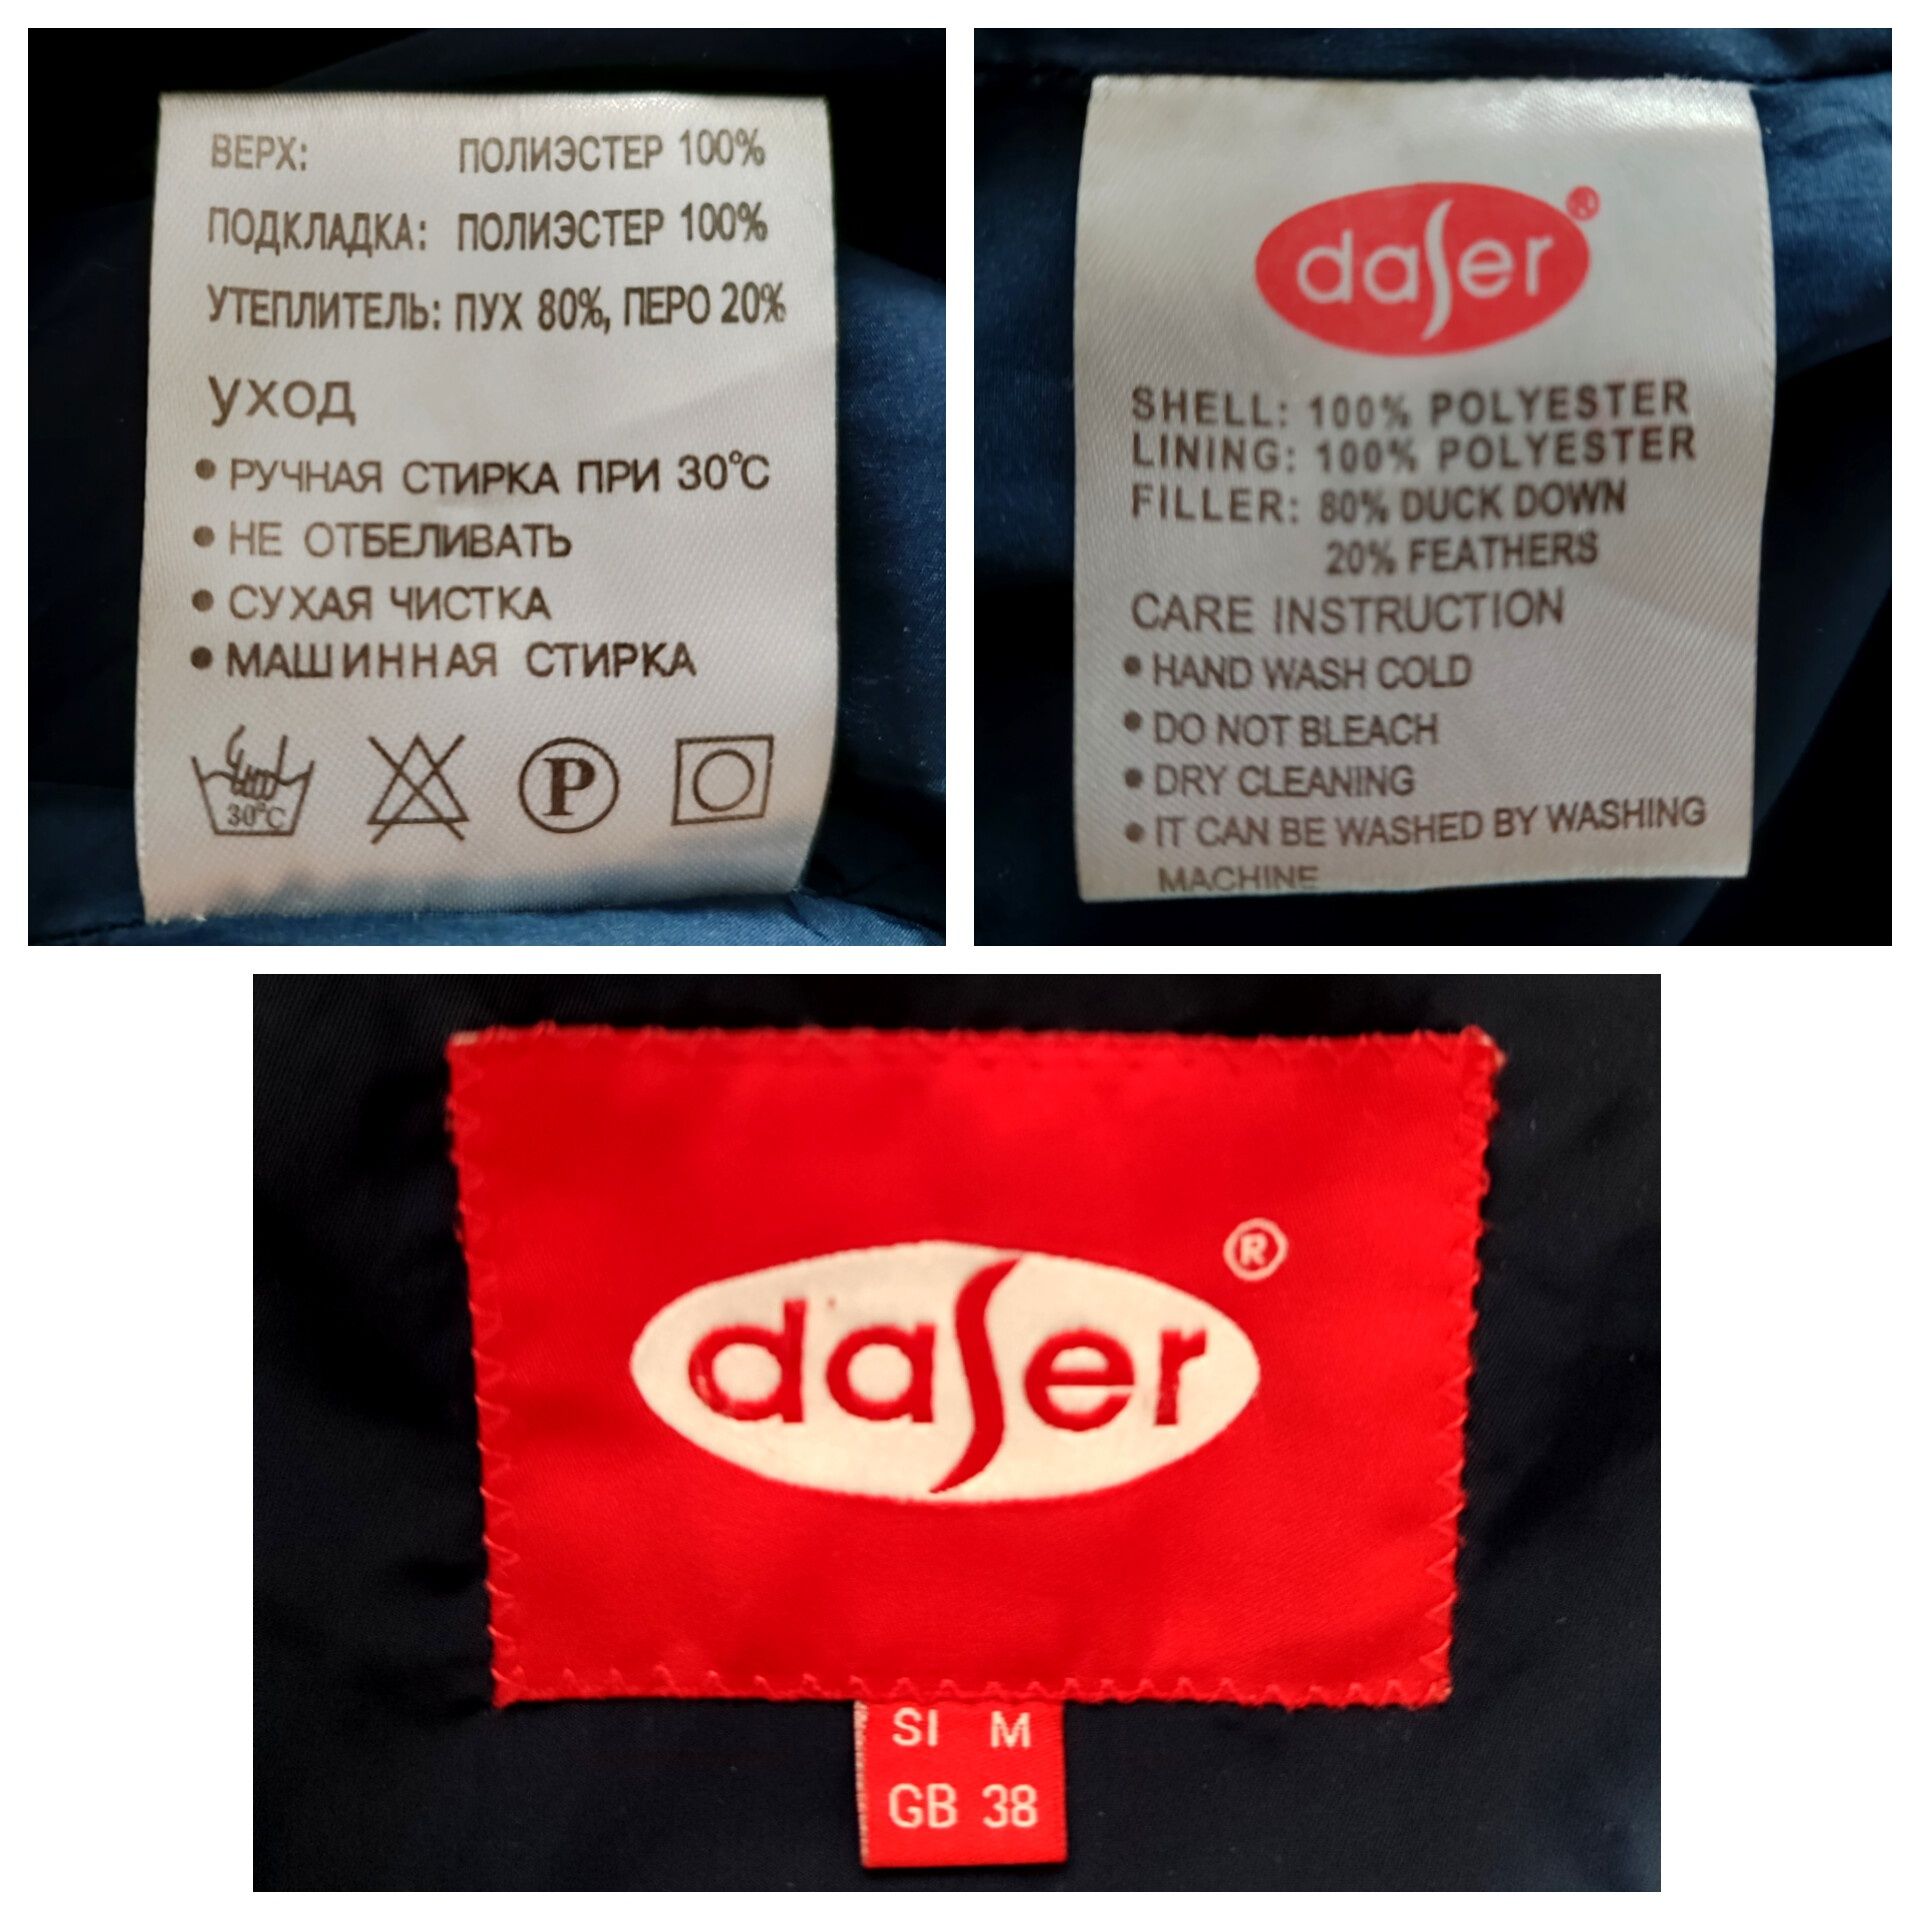 ВЕРХ: ПОЛИЭСТЕР 100%
ПОДКЛАДКА: ПОЛИЭСТЕР 100%
УТЕПЛИТЕЛЬ: ПУХ 80%, ПЕРО 20%
УХОД
• РУЧНАЯ СТИРКА ПРИ 30°C
• НЕ ОТБЕЛИВАТЬ
• СУХАЯ ЧИСТКА
• МАШИННАЯ СТИРКА
30°C
P
daser®
SHELL: 100% POLYESTER
LINING: 100% POLYESTER
FILLER: 80% DUCK DOWN
20% FEATHERS
CARE INSTRUCTION
• HAND WASH COLD
• DO NOT BLEACH
• DRY CLEANING
• IT CAN BE WASHED BY WASHING
MACHINE
daser®
SI M
GB 38